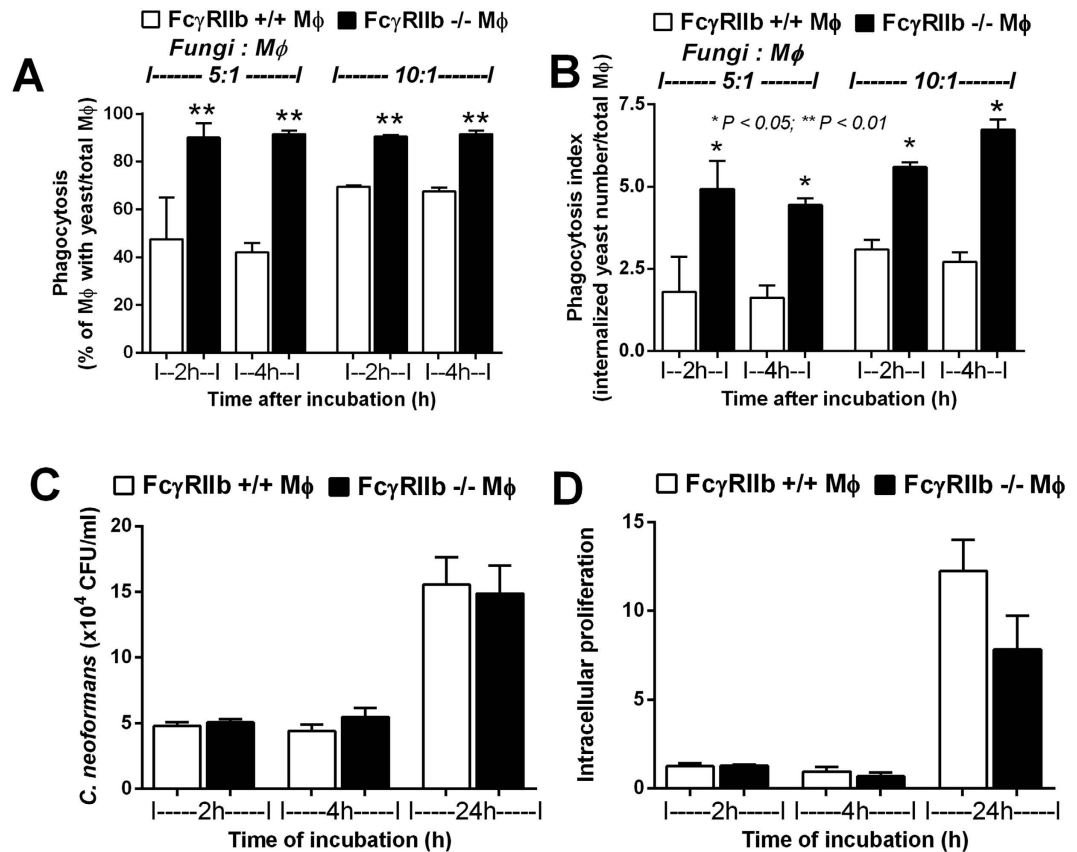 FcγRIIb +/+ Mϕ FcγRIIb -/- Mϕ
A
Fungi : Mϕ
I------- 5:1 -------I I------- 10:1-------I
** ** ** **
Phagocytosis
(% of Mϕ with yeast/total Mϕ)
100
80
60
40
20
0
I--2h--I I--4h--I I--2h--I I--4h--I
Time after incubation (h)
FcγRIIb +/+ Mϕ FcγRIIb -/- Mϕ
B
Fungi : Mϕ
I------- 5:1 -------I I------- 10:1-------I
* P < 0.05; ** P < 0.01
* * * *
Phagocytosis index
(internalized yeast number/total Mϕ)
7.5
5.0
2.5
0.0
I--2h--I I--4h--I I--2h--I I--4h--I
Time after incubation (h)
C
FcγRIIb +/+ Mϕ FcγRIIb -/- Mϕ
C. neoformans (x10⁴ CFU/ml)
20
15
10
5
0
I-----2h-----I I-----4h-----I I-----24h-----I
Time of incubation (h)
D
FcγRIIb +/+ Mϕ FcγRIIb -/- Mϕ
Intracellular proliferation
15
10
5
0
I-----2h-----I I-----4h-----I I-----24h-----I
Time of incubation (h)